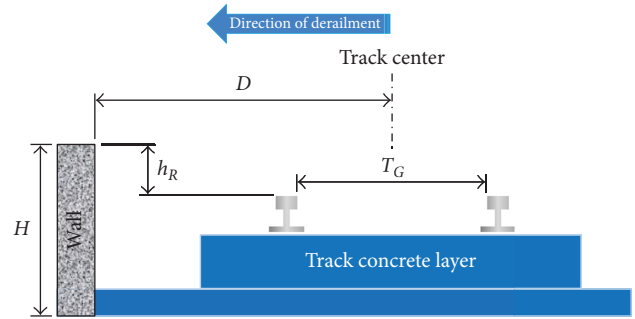 Direction of derailment
Track center
D
h_R
T_G
H
Wall
Track concrete layer